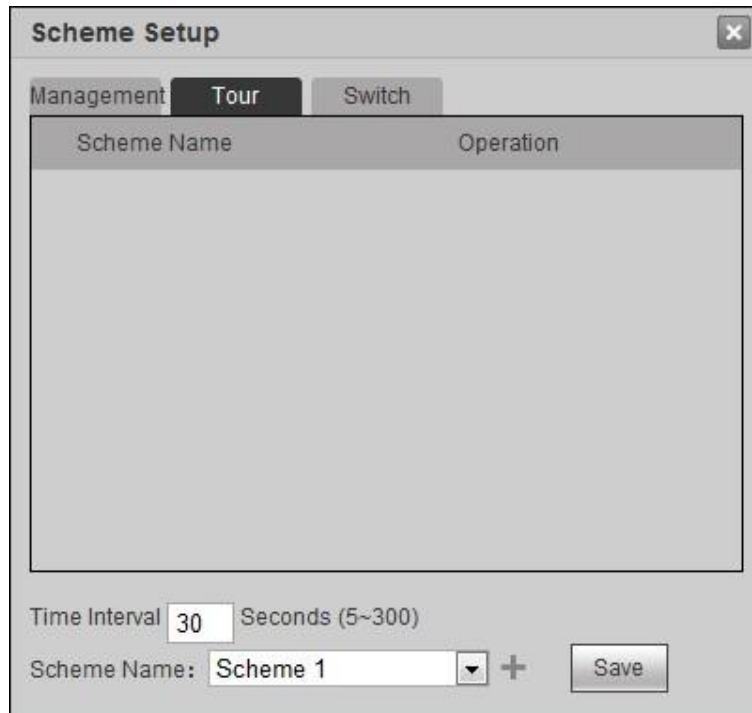 Scheme Setup
Management Tour Switch
Scheme Name Operation
Time Interval 30 Seconds (5~300)
Scheme Name: Scheme 1 Save